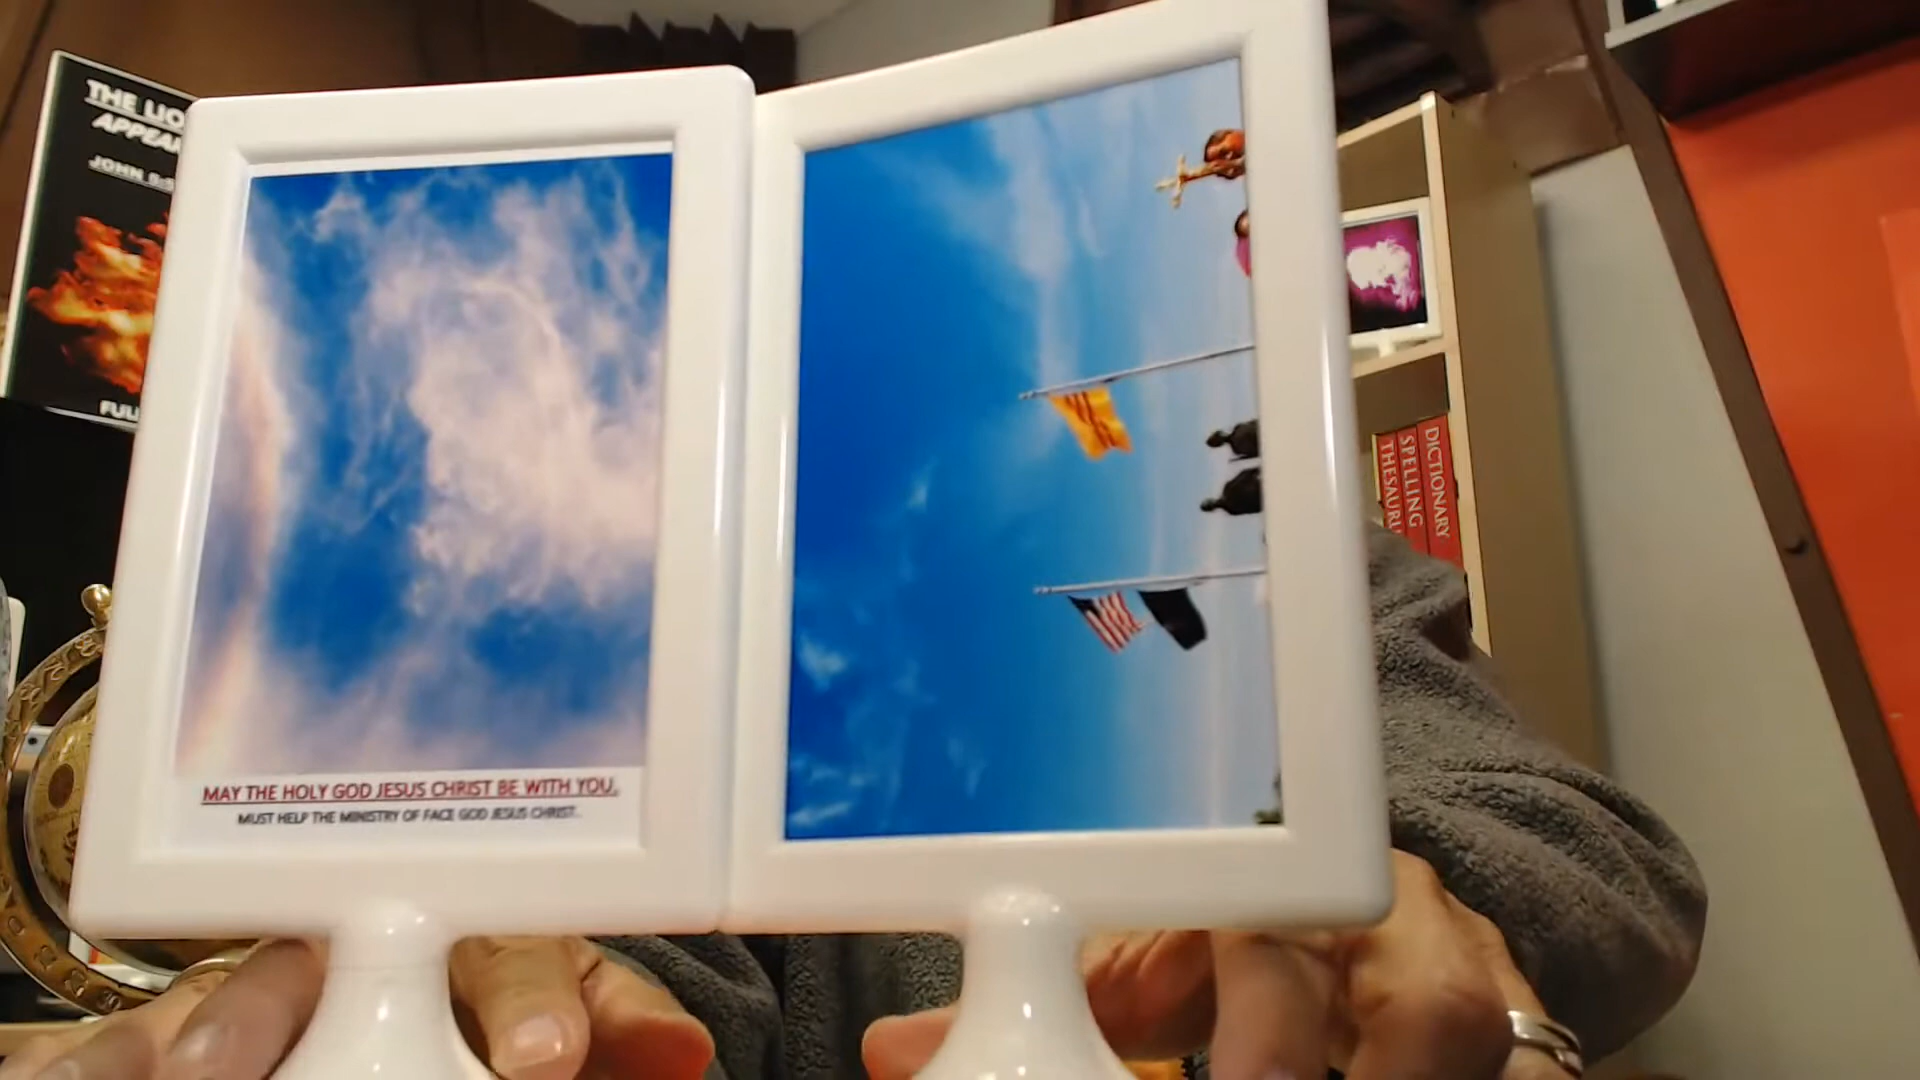 THE
APPEA
JOHN
FUL
MAY THE HOLY GOD JESUS CHRIST BE WITH YOU.
MUST HELP THE MINISTRY OF FACE GOD JESUS CHRIST.
DICTIONARY
SPELLING
THESAURU